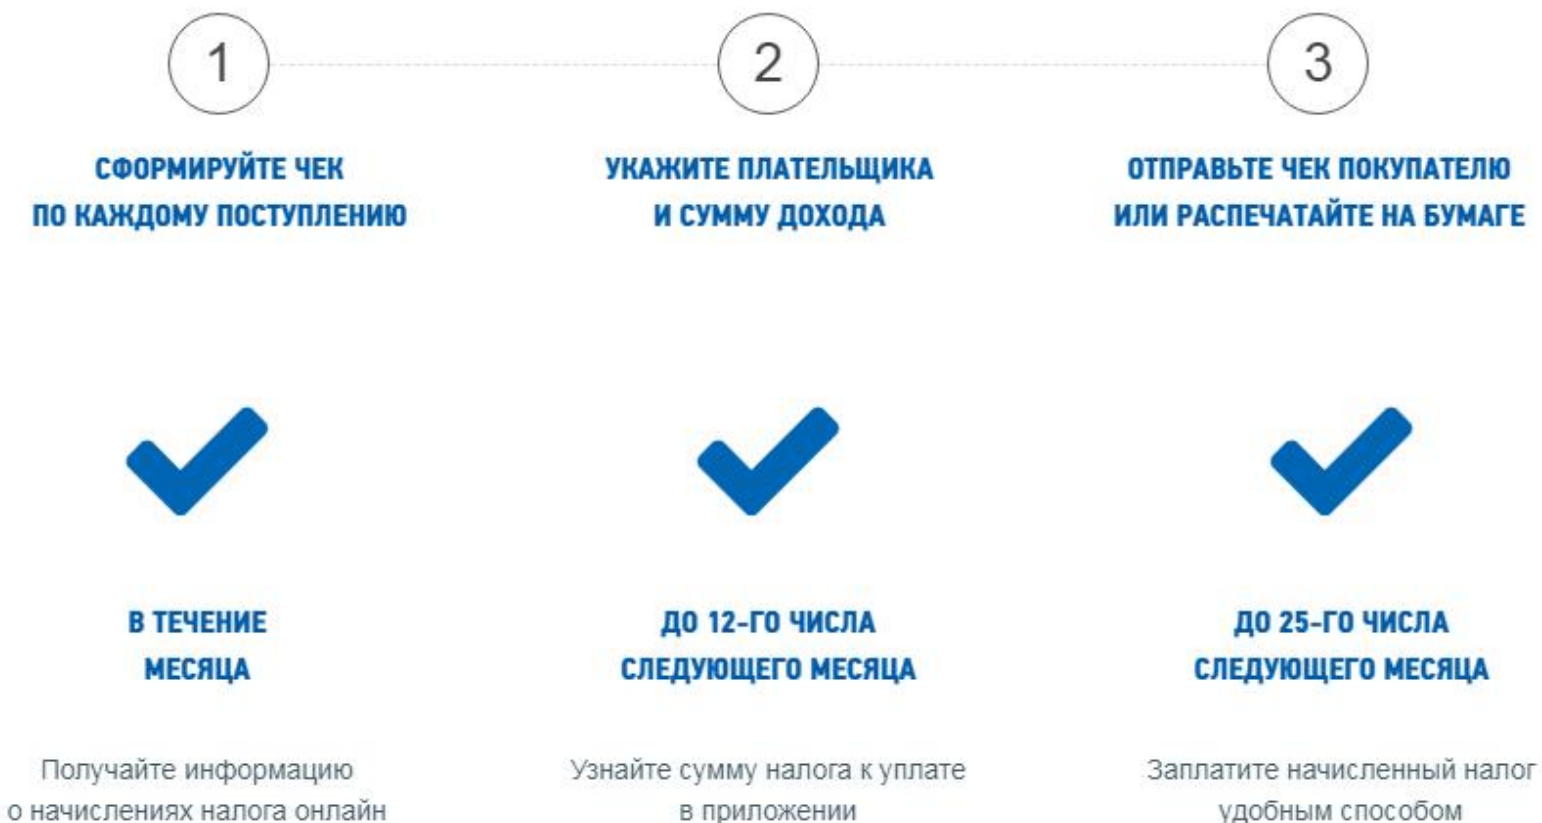 1
2
3
СФОРМИРУЙТЕ ЧЕК
ПО КАЖДОМУ ПОСТУПЛЕНИЮ
УКАЖИТЕ ПЛАТЕЛЬЩИКА
И СУММУ ДОХОДА
ОТПРАВЬТЕ ЧЕК ПОКУПАТЕЛЮ
ИЛИ РАСПЕЧАТАЙТЕ НА БУМАГЕ
В ТЕЧЕНИЕ
МЕСЯЦА
ДО 12-ГО ЧИСЛА
СЛЕДУЮЩЕГО МЕСЯЦА
ДО 25-ГО ЧИСЛА
СЛЕДУЮЩЕГО МЕСЯЦА
Получайте информацию
о начислениях налога онлайн
Узнайте сумму налога к уплате
в приложении
Заплатите начисленный налог
удобным способом